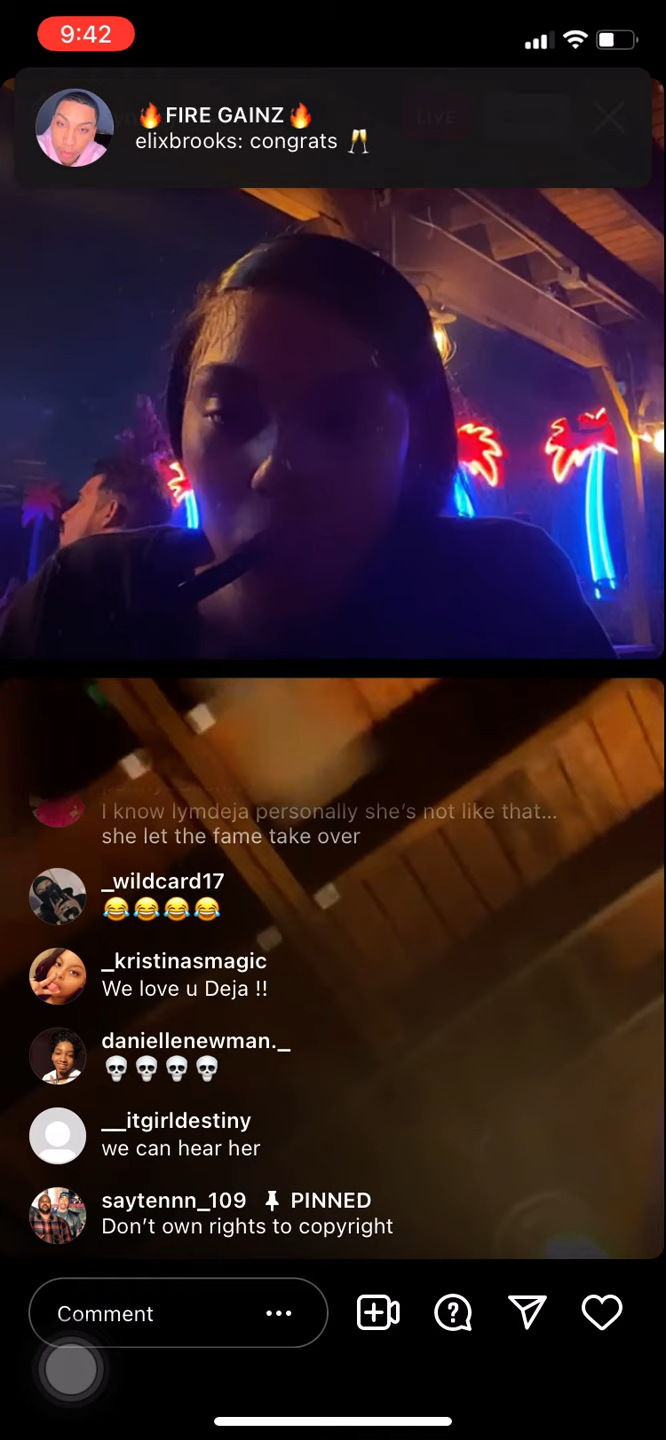 9:42
🔥FIRE GAINZ🔥
elixbrooks: congrats 🥂
LIVE
I know lymdeja personally she's not like that...
she let the fame take over
_wildcard17
😂😂😂😂
_kristinasmagic
We love u Deja !!
daniellenewman._
💀💀💀💀
__itgirldestiny
we can hear her
saytennn_109 PINNED
Don't own rights to copyright
Comment